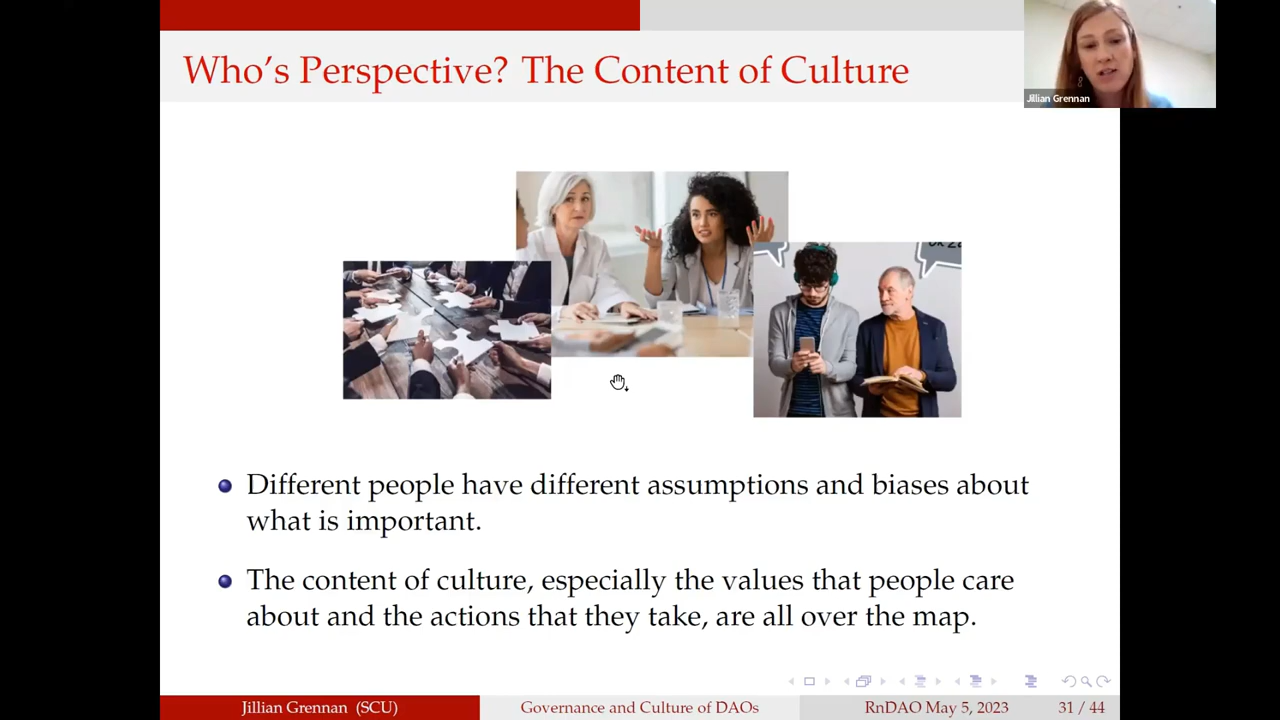 Who's Perspective? The Content of Culture
Jillian Grennan
Different people have different assumptions and biases about
what is important.
The content of culture, especially the values that people care
about and the actions that they take, are all over the map.
Jillian Grennan (SCU)
Governance and Culture of DAOs
RnDAO May 5, 2023
31 / 44